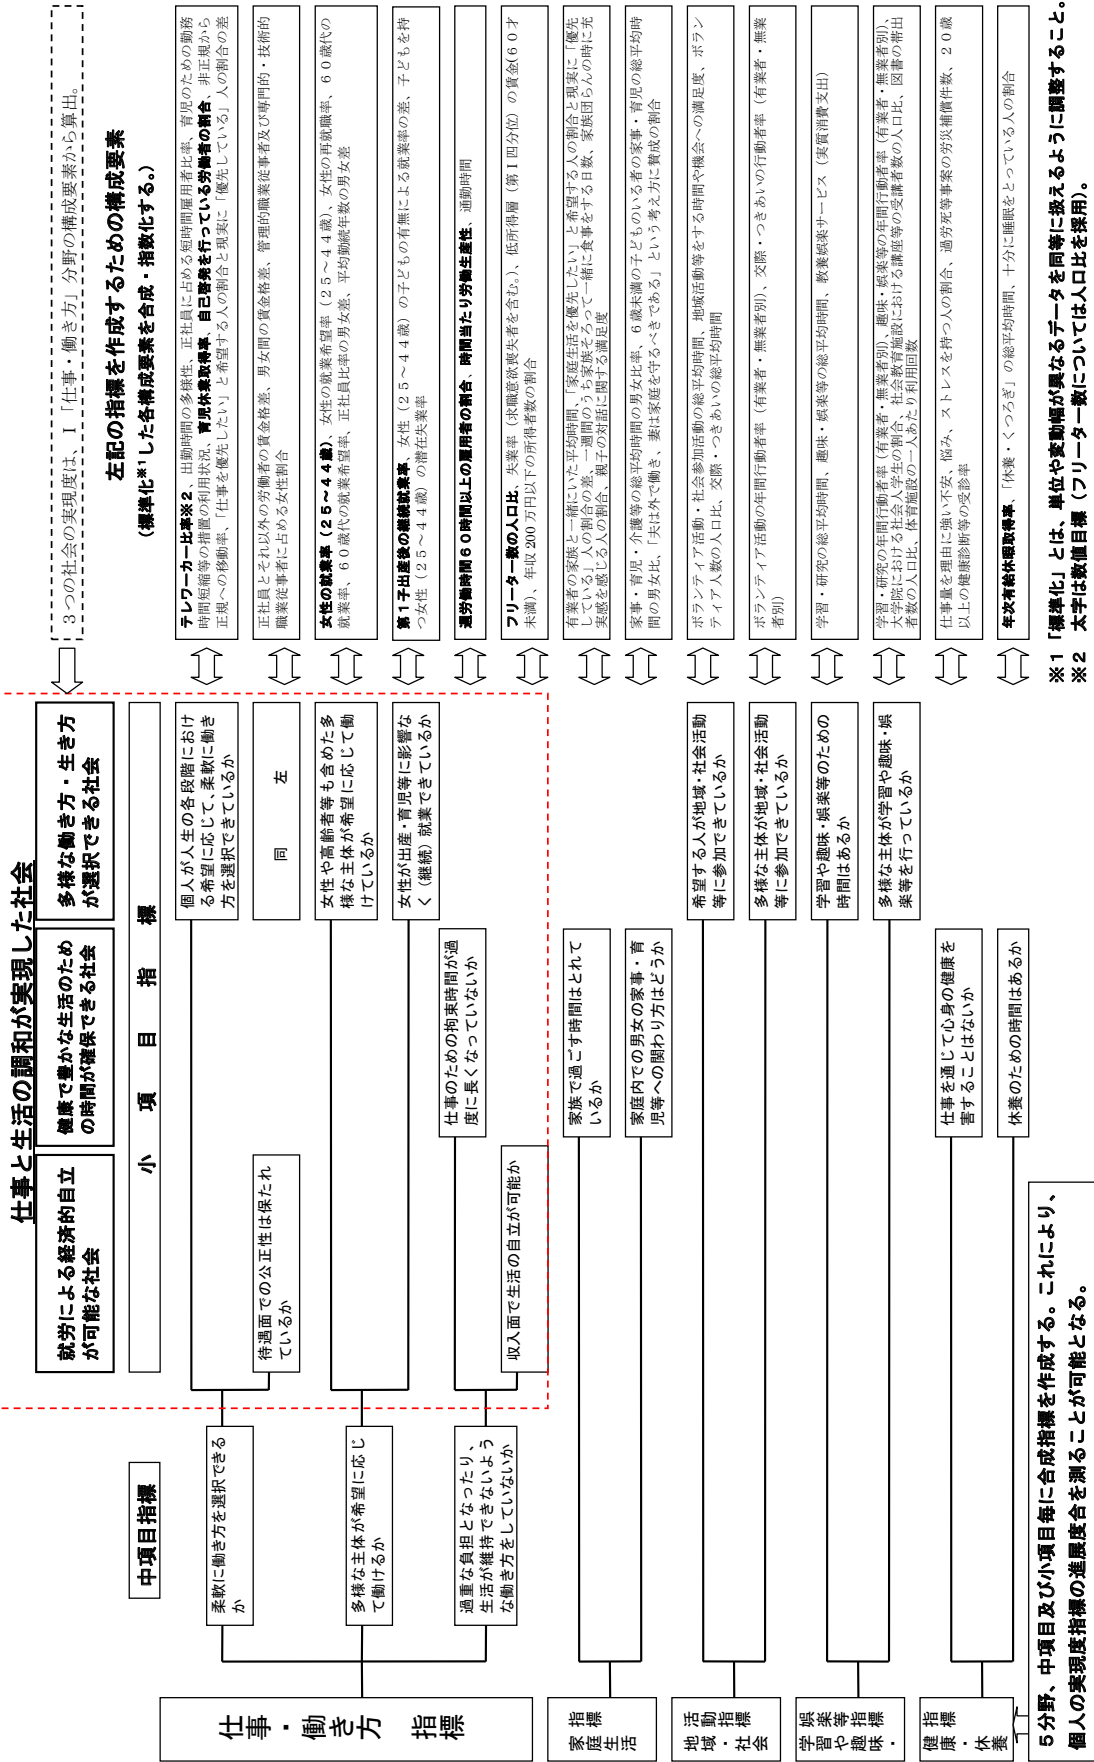 仕事と生活の調和が実現した社会
就労による経済的自立
が可能な社会
健康で豊かな生活のため
の時間が確保できる社会
多様な働き方・生き方
が選択できる社会
3つの社会の実現度は、Ⅰ「仕事・働き方」分野の構成要素から算出。
中項目指標
小項目指標
左記の指標を作成するための構成要素
(標準化※1した各構成要素を合成・指数化する。)
仕事・働き方 指標
柔軟に働き方を選択できる
か
個人が人生の各段階におけ
る希望に応じて、柔軟に働き
方を選択できているか
テレワーカー比率※2、出勤時間の多様性、正社員に占める短時間雇用者比率、育児のための勤務
時間短縮等の措置の利用状況、育児休業取得率、自己啓発を行っている労働者の割合、非正規から
正規への移動率、「仕事を優先したい」と希望する人の割合と現実に「優先している」人の割合の差
待遇面での公正性は保たれ
ているか
同 左
正社員とそれ以外の労働者の賃金格差、男女間の賃金格差、管理的職業従事者及び専門的・技術的
職業従事者に占める女性割合
多様な主体が希望に応じ
て働けるか
女性や高齢者等も含めた多
様な主体が希望に応じて働
けているか
女性の就業率(25~44歳)、女性の就業希望率(25~44歳)、女性の再就職率、60歳代の
就業率、60歳代の就業希望率、正社員比率の男女差、平均勤続年数の男女差
女性が出産・育児等に影響な
く(継続)就業できているか
第1子出産後の継続就業率、女性(25~44歳)の子どもの有無による就業率の差、子どもを持
つ女性(25~44歳)の潜在失業率
過重な負担となったり、
生活が維持できないよう
な働き方をしていないか
仕事のための拘束時間が過
度に長くなっていないか
週労働時間60時間以上の雇用者の割合、時間当たり労働生産性、通勤時間
収入面で生活の自立が可能か
フリーター数の人口比、失業率(求職意欲喪失者を含む。)、低所得層(第Ⅰ四分位)の賃金(60才
未満)、年収200万円以下の所得者数の割合
家庭生活
指標
家族で過ごす時間はとれて
いるか
有業者の家族と一緒にいた平均時間、「家庭生活を優先したい」と希望する人の割合と現実に「優先
している」人の割合の差、一週間のうち家族そろって一緒に食事をする日数、家族団らんの時に充
実感を感じる人の割合、親子の対話に関する満足度
家庭内での男女の家事・育
児等への関わり方はどうか
家事・育児・介護等の総平均時間の男女比率、6歳未満の子どものいる者の家事・育児の総平均時
間の男女比、「夫は外で働き、妻は家庭を守るべきである」という考え方に賛成の割合
地域・社会
活動指標
希望する人が地域・社会活動
等に参加できているか
ボランティア活動・社会参加活動の総平均時間、地域活動等をする時間や機会への満足度、ボラン
ティア人数の人口比、交際・つきあいの総平均時間
多様な主体が地域・社会活動
等に参加できているか
ボランティア活動の年間行動者率(有業者・無業者別)、交際・つきあいの行動者率(有業者・無業
者別)
学習や趣味・
娯楽等指標
学習や趣味・娯楽等のための
時間はあるか
学習・研究の総平均時間、趣味・娯楽等の総平均時間、教養娯楽サービス(実質消費支出)
多様な主体が学習や趣味・娯
楽等を行っているか
学習・研究の年間行動者率(有業者・無業者別)、趣味・娯楽等の年間行動者率(有業者・無業者別)、
大学院における社会人学生の割合、社会教育施設における講座等の受講者数の人口比、図書の帯出
者数の人口比、体育施設の一人あたり利用回数
健康・休養
指標
仕事を通じて心身の健康を
害することはないか
仕事量を理由に強い不安、悩み、ストレスを持つ人の割合、過労死等事案の労災補償件数、20歳
以上の健康診断等の受診率
休養のための時間はあるか
年次有給休暇取得率、「休養・くつろぎ」の総平均時間、十分に睡眠をとっている人の割合
5分野、中項目及び小項目毎に合成指標を作成する。これにより、
個人の実現度指標の進展度合を測ることが可能となる。
※1「標準化」とは、単位や変動幅が異なるデータを同等に扱えるように調整すること。
※2 太字は数値目標(フリーター数については人口比を採用)。